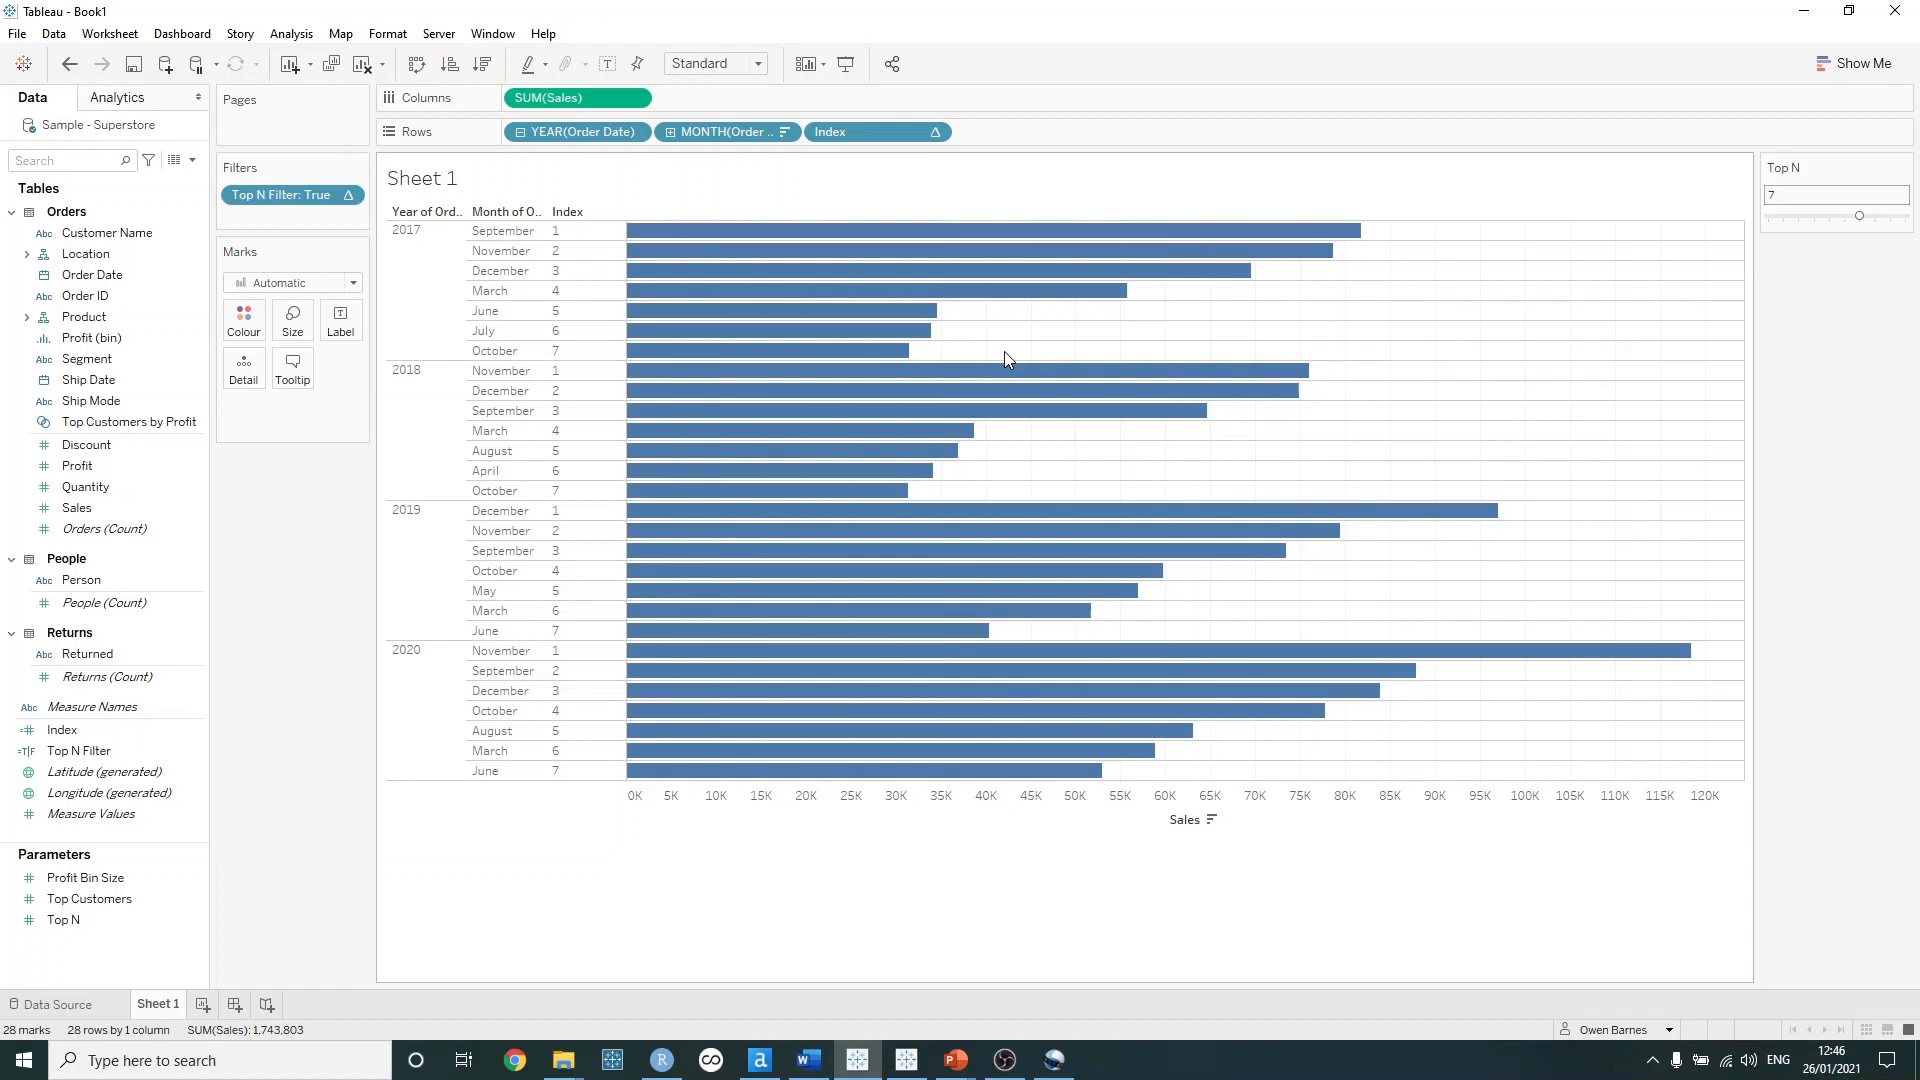 Tableau - Book1
File Data Worksheet Dashboard Story Analysis Map Format Server Window Help
Standard
Show Me
Data Analytics
Sample - Superstore
Search
Tables
Orders
Abc Customer Name
Location
Order Date
Abc Order ID
Product
Profit (bin)
Abc Segment
Ship Date
Abc Ship Mode
Top Customers by Profit
Discount
Profit
Quantity
Sales
Orders (Count)
People
Abc Person
People (Count)
Returns
Abc Returned
Returns (Count)
Abc Measure Names
Index
Top N Filter
Latitude (generated)
Longitude (generated)
Measure Values
Parameters
Profit Bin Size
Top Customers
Top N
Pages
Filters
Top N Filter: True
Marks
Automatic
Colour Size Label
Detail Tooltip
Columns SUM(Sales)
Rows YEAR(Order Date) MONTH(Order .. Index
Sheet 1
Year of Ord.. Month of O.. Index
2017 September 1
November 2
December 3
March 4
June 5
July 6
October 7
2018 November 1
December 2
September 3
March 4
August 5
April 6
October 7
2019 December 1
November 2
September 3
October 4
May 5
March 6
June 7
2020 November 1
September 2
December 3
October 4
August 5
March 6
June 7
0K 5K 10K 15K 20K 25K 30K 35K 40K 45K 50K 55K 60K 65K 70K 75K 80K 85K 90K 95K 100K 105K 110K 115K 120K
Sales
Top N
7
Data Source Sheet 1
28 marks 28 rows by 1 column SUM(Sales): 1,743,803
Owen Barnes
Type here to search
ENG
12:46
26/01/2021